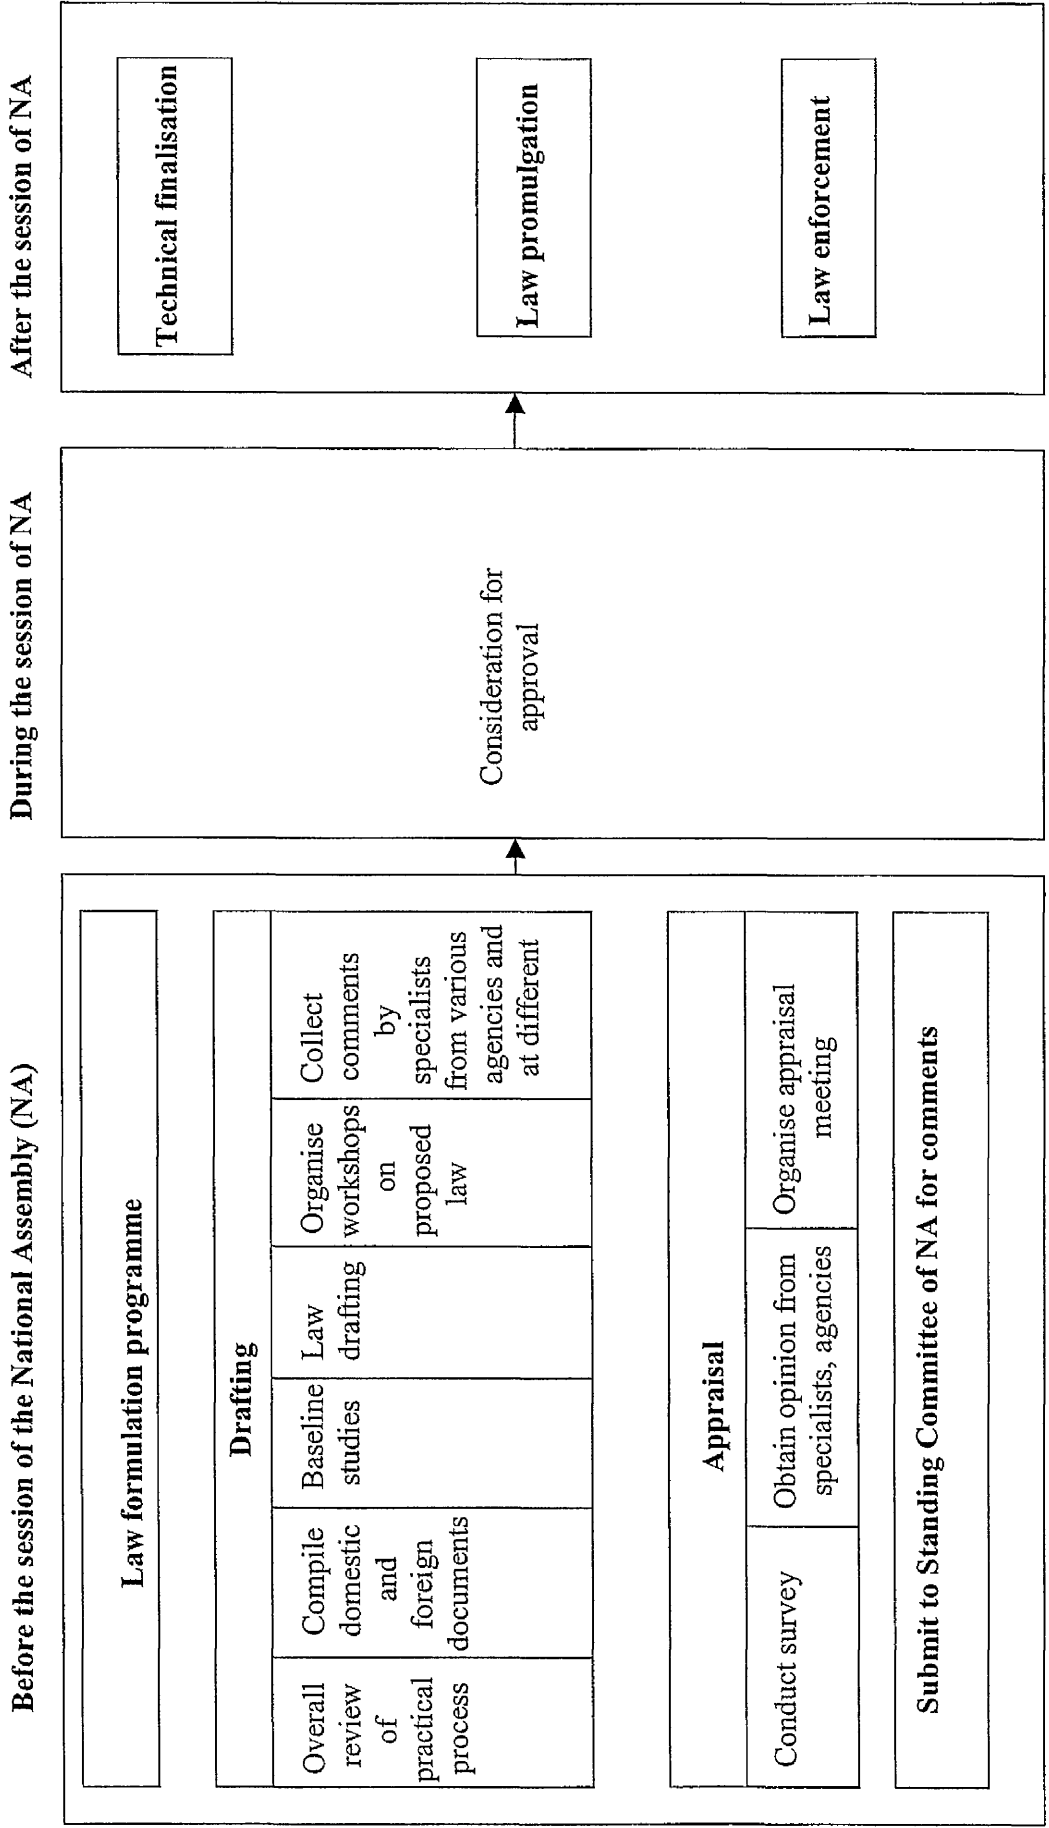 Before the session of the National Assembly (NA)
Law formulation programme
Drafting
Overall
review
of
practical
process
Compile
domestic
and
foreign
documents
Baseline
studies
Law
drafting
Organise
workshops
on
proposed
law
Collect
comments
by
specialists
from various
agencies and
at different
Appraisal
Conduct survey
Obtain opinion from
specialists, agencies
Organise appraisal
meeting
Submit to Standing Committee of NA for comments
During the session of NA
Consideration for
approval
After the session of NA
Technical finalisation
Law promulgation
Law enforcement